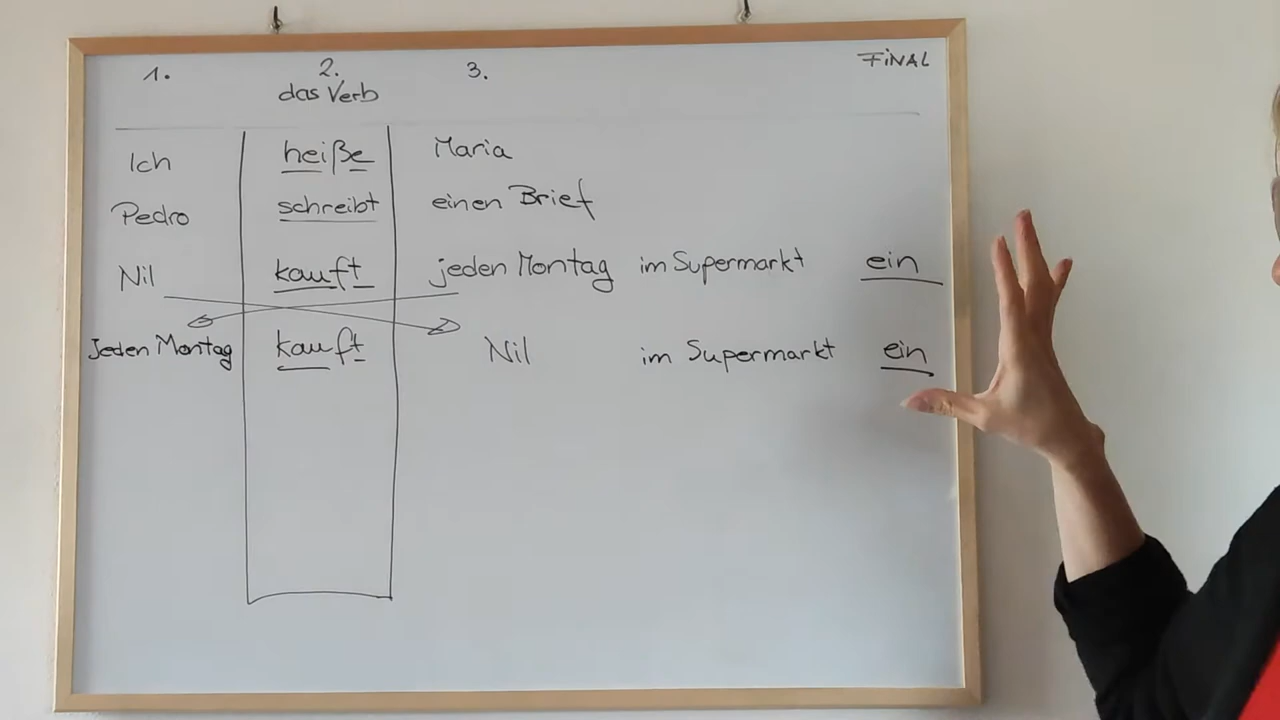 1. 2. 3. FiNAL
das Verb
Ich heiße Maria
Pedro schreibt einen Brief
Nil kauft jeden Montag im Supermarkt ein
Jeden Montag kauft Nil im Supermarkt ein